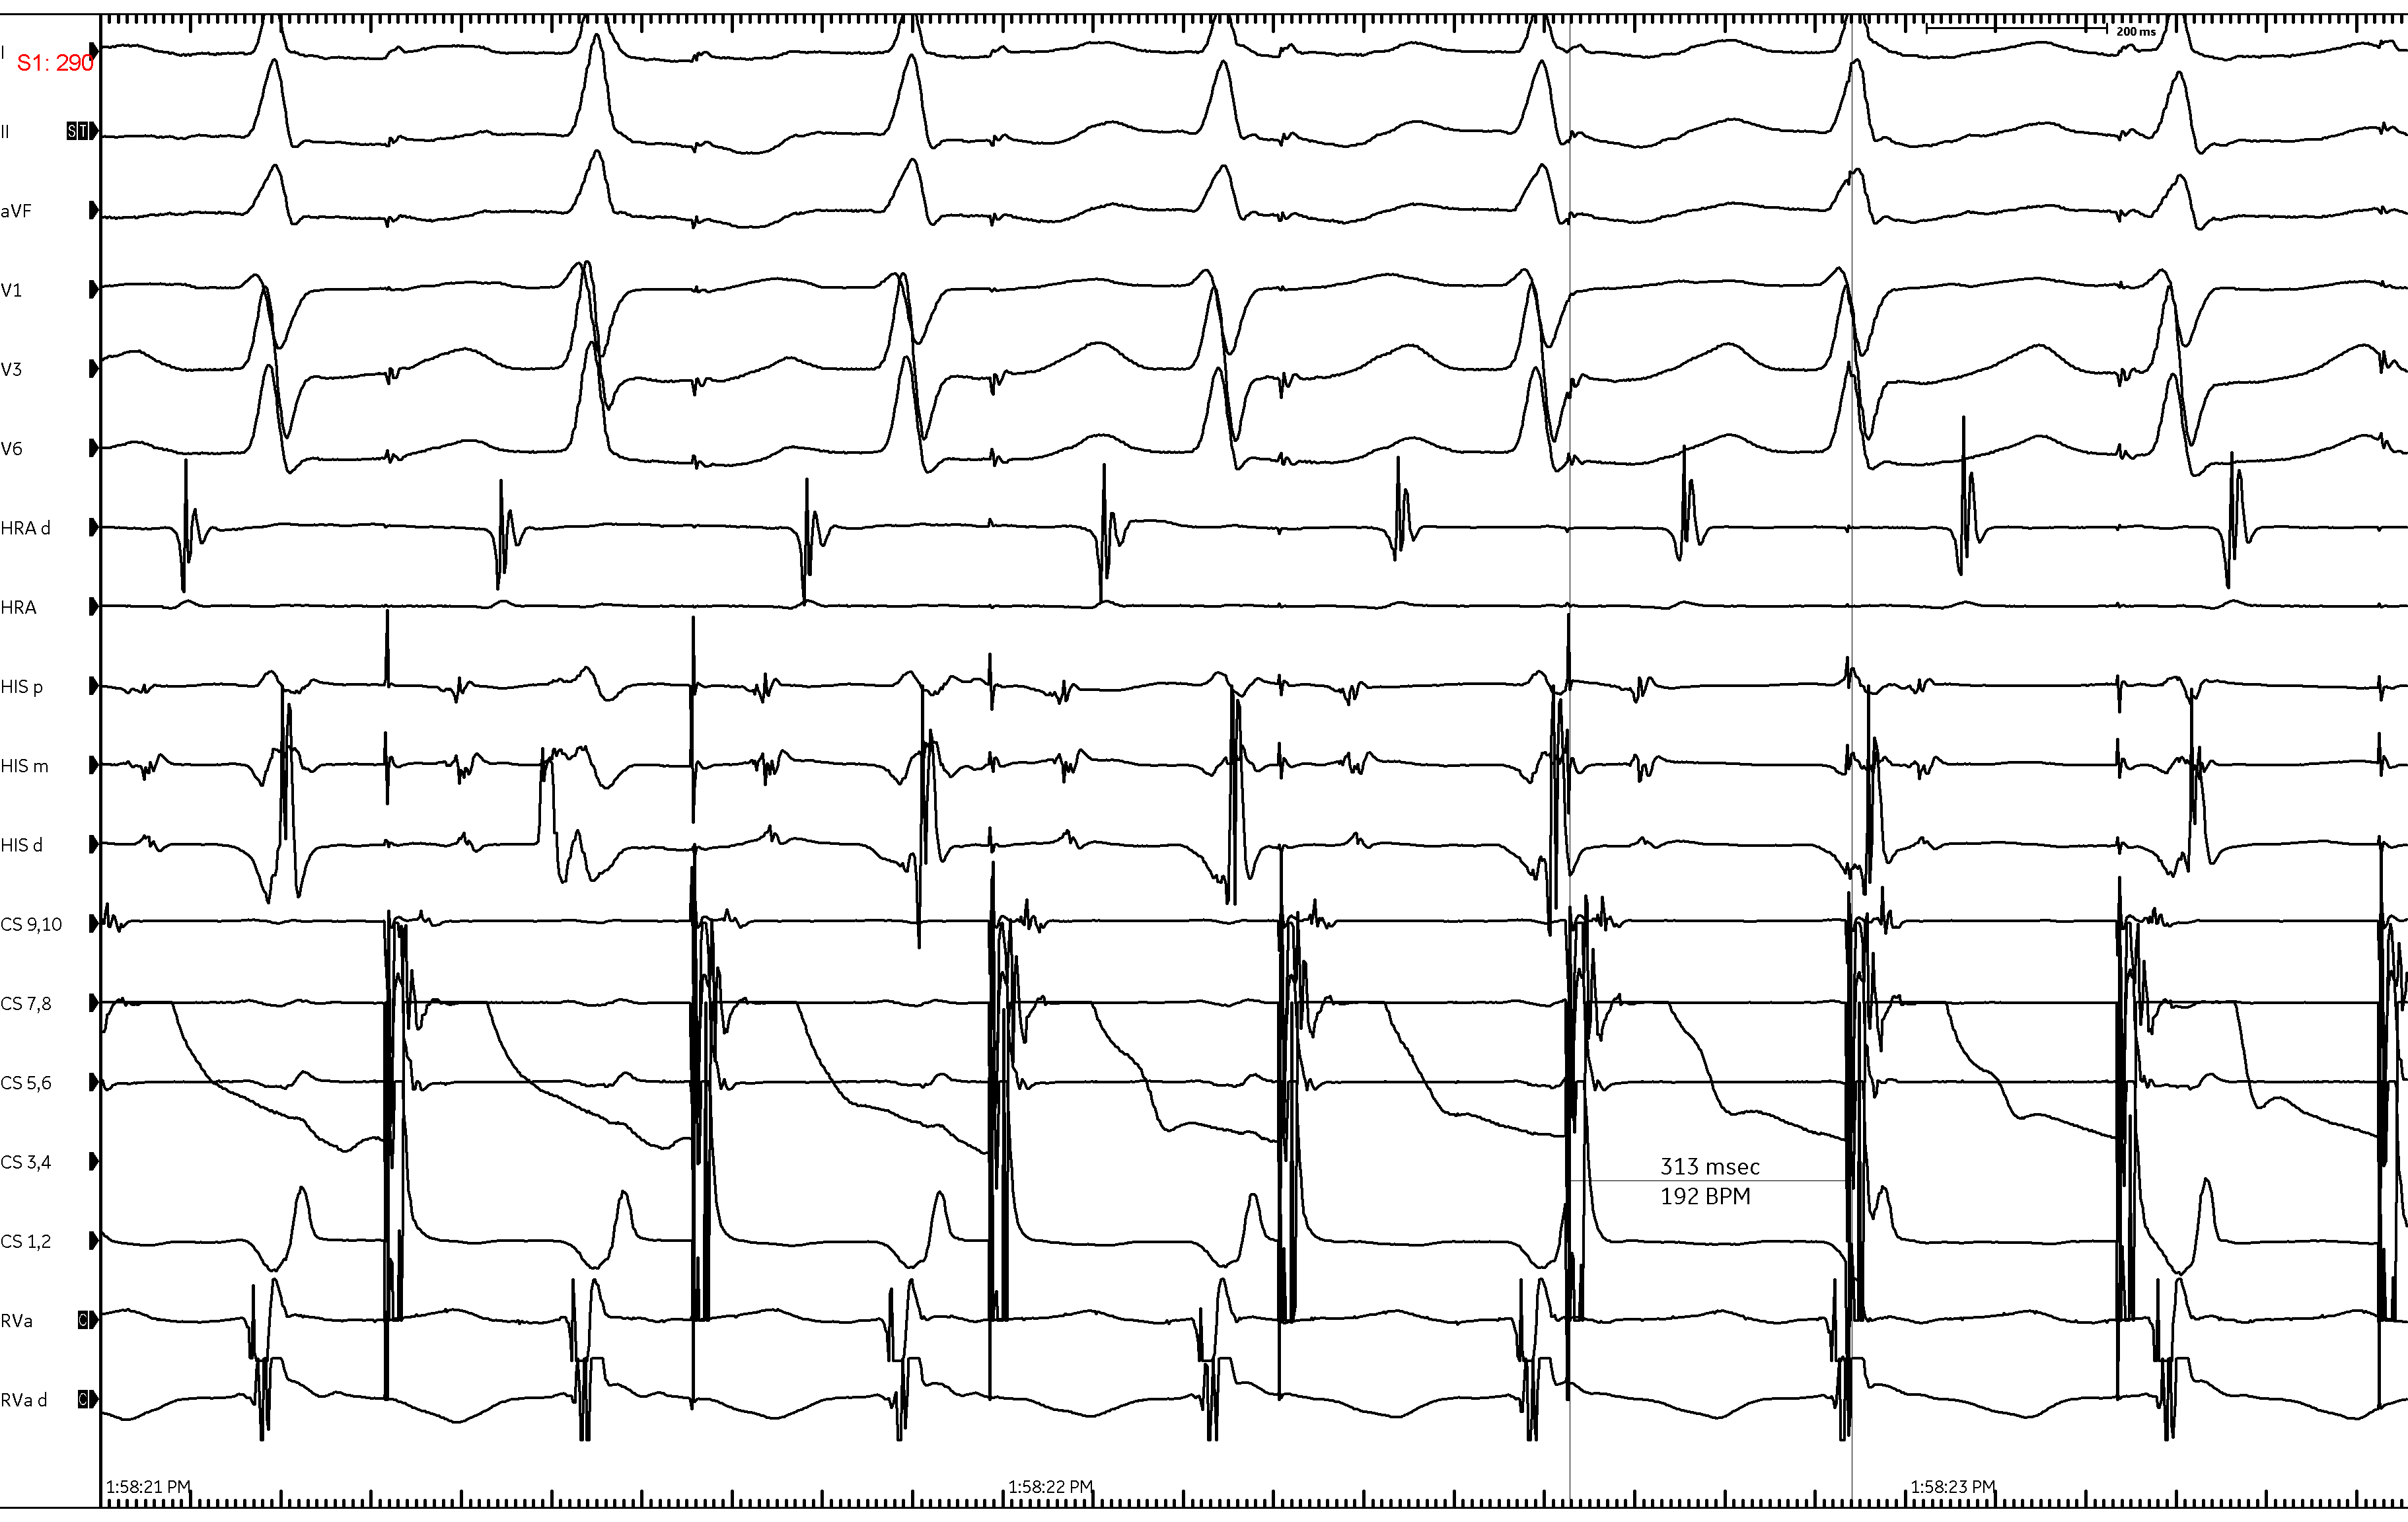 I
S1: 290
200 ms
II ST
aVF
V1
V3
V6
HRA d
HRA
HIS p
HIS m
HIS d
CS 9,10
CS 7,8
CS 5,6
CS 3,4
313 msec
192 BPM
CS 1,2
RVa C
RVa d C
1:58:21 PM 1:58:22 PM 1:58:23 PM